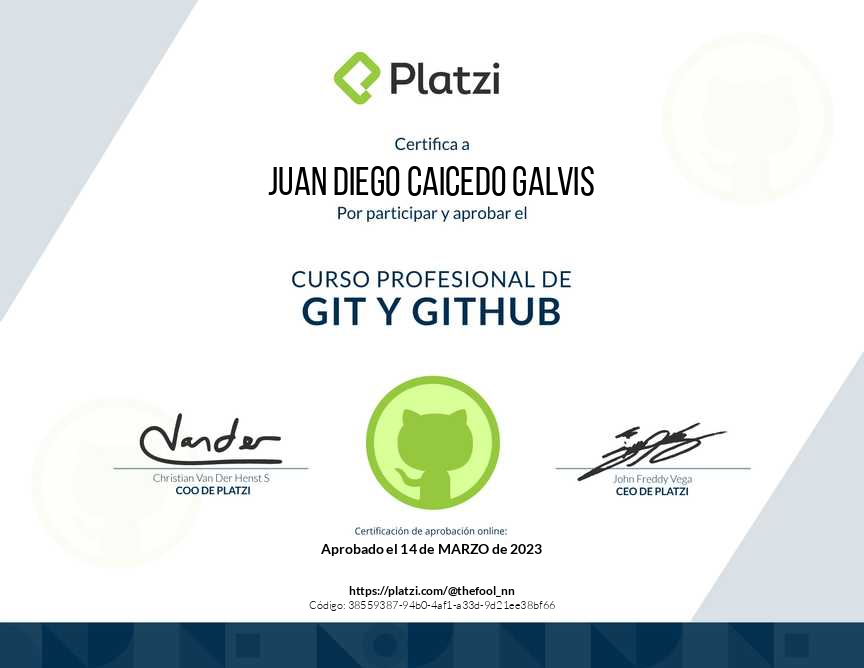 Platzi
Certifica a
JUAN DIEGO CAICEDO GALVIS
Por participar y aprobar el
CURSO PROFESIONAL DE
GIT Y GITHUB
Christian Van Der Henst S
COO DE PLATZI
John Freddy Vega
CEO DE PLATZI
Certificación de aprobación online:
Aprobado el 14 de MARZO de 2023
https://platzi.com/@thefool_nn
Código: 38559387-94b0-4af1-a33d-9d21ee38bf66